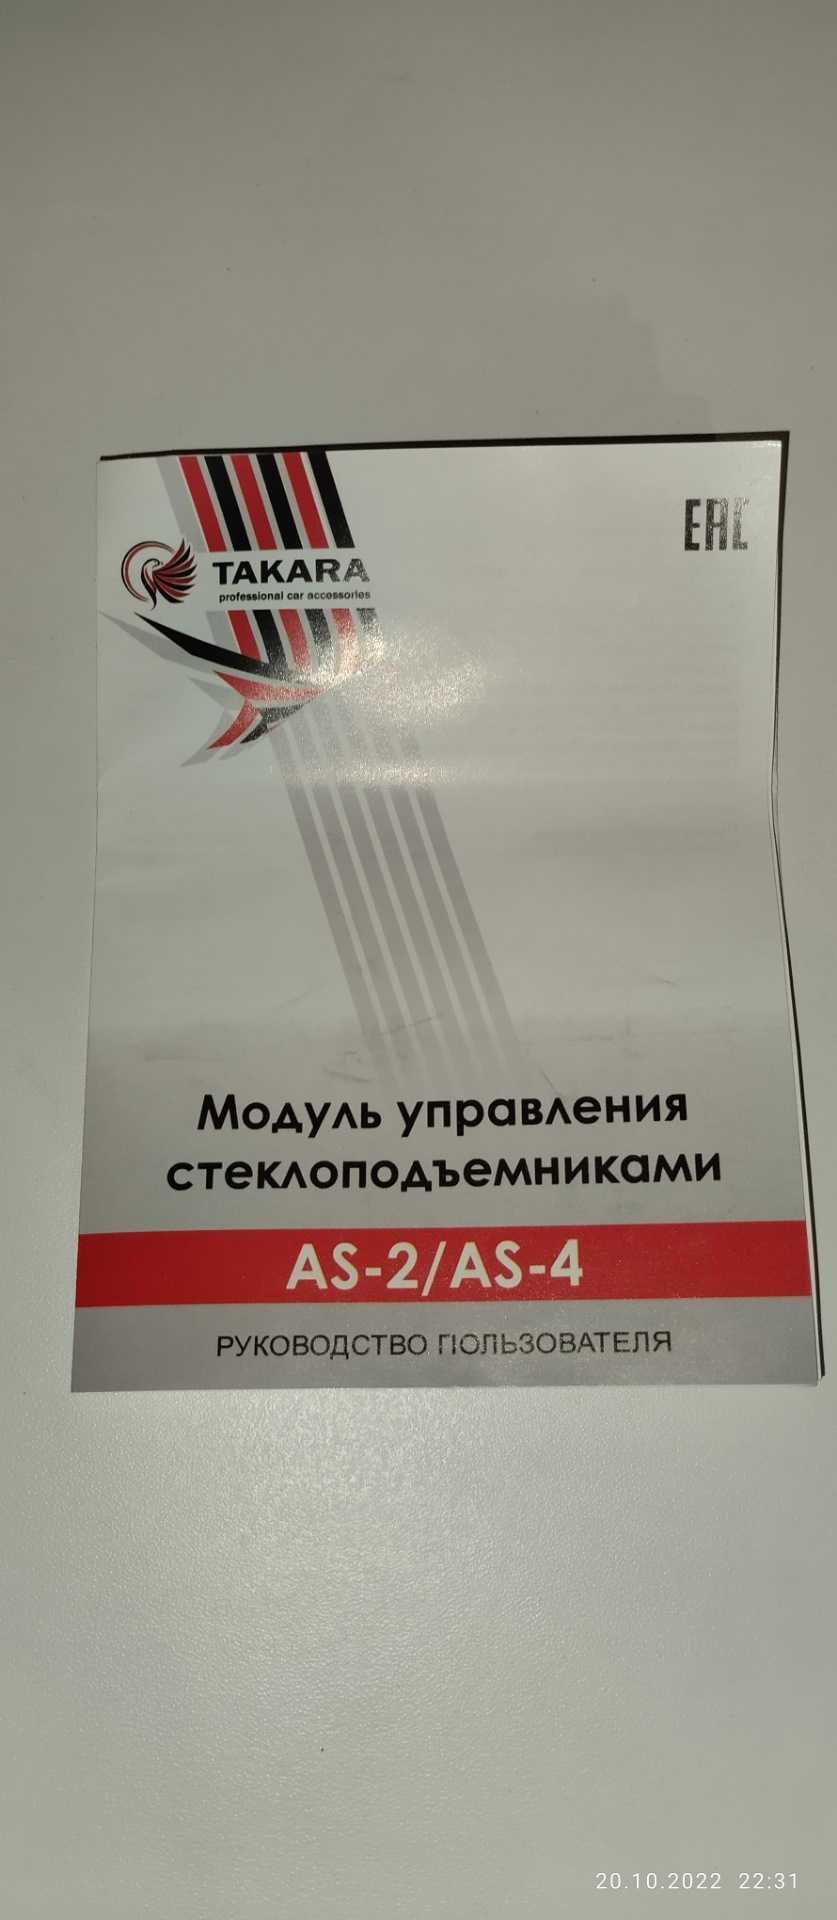 EAC
TAKARA
professional car accessories
Модуль управления
стеклоподъемниками
AS-2/AS-4
РУКОВОДСТВО ПОЛЬЗОВАТЕЛЯ
20.10.2022 22:31